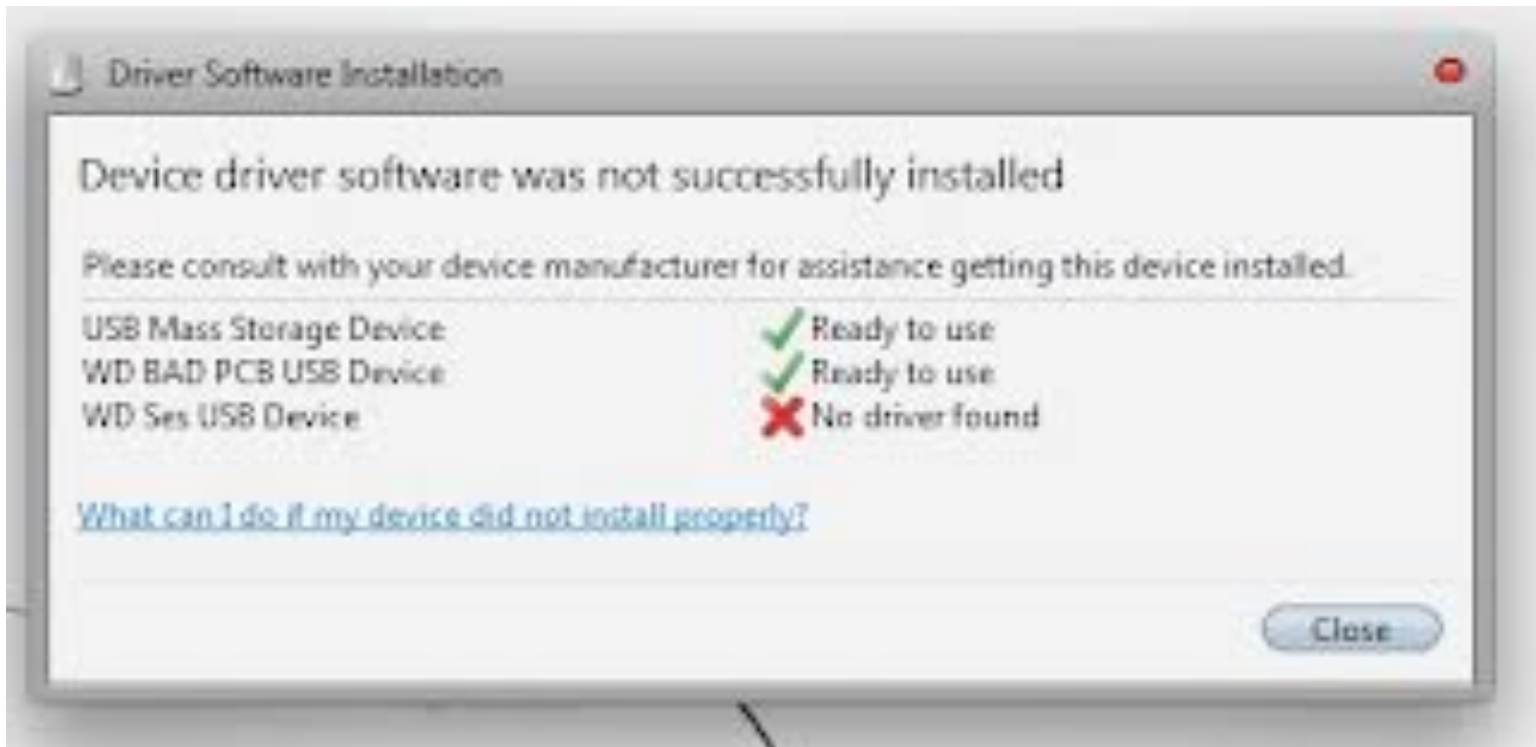 Driver Software Installation
Device driver software was not successfully installed
Please consult with your device manufacturer for assistance getting this device installed.
USB Mass Storage Device Ready to use
WD BAD PCB USB Device Ready to use
WD Ses USB Device No driver found
What can I do if my device did not install properly?
Close